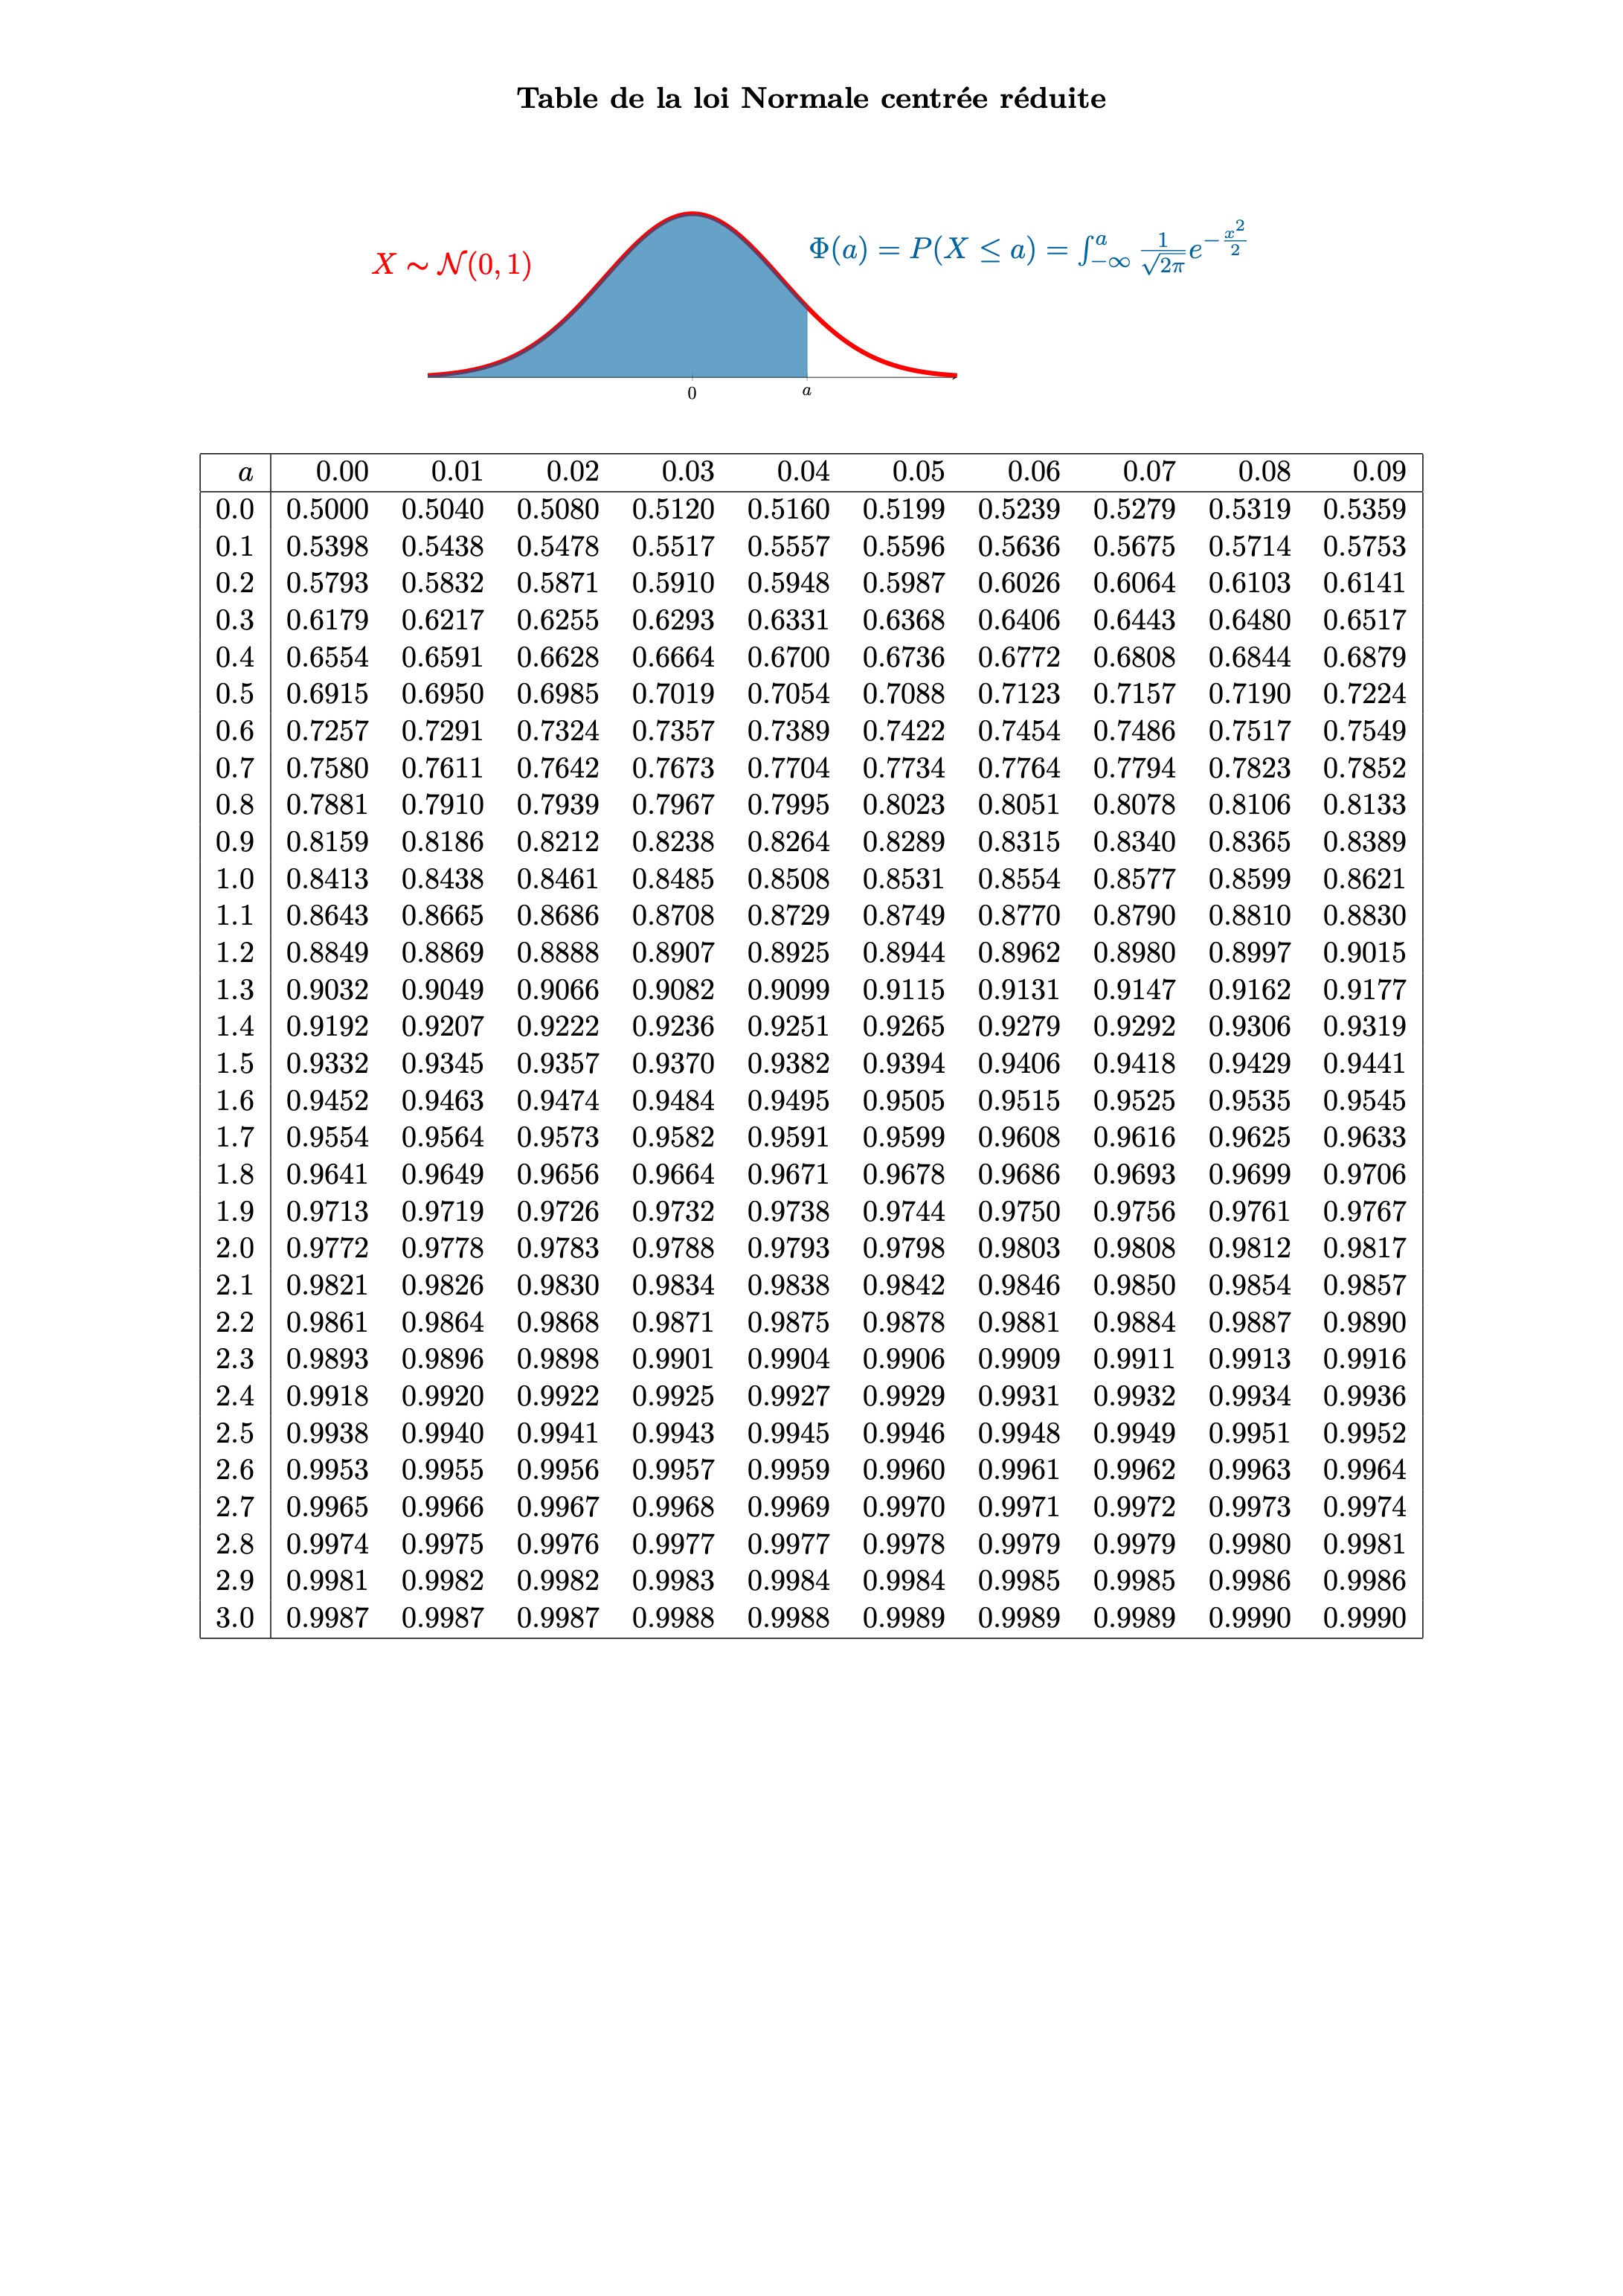 Table de la loi Normale centrée réduite
X ∼ 𝒩(0, 1)
Φ(a) = P(X ≤ a) = ∫_{−∞}^{a} \frac{1}{\sqrt{2π}} e^{−\frac{x^2}{2}}
0 a
a 0.00 0.01 0.02 0.03 0.04 0.05 0.06 0.07 0.08 0.09
0.0 0.5000 0.5040 0.5080 0.5120 0.5160 0.5199 0.5239 0.5279 0.5319 0.5359
0.1 0.5398 0.5438 0.5478 0.5517 0.5557 0.5596 0.5636 0.5675 0.5714 0.5753
0.2 0.5793 0.5832 0.5871 0.5910 0.5948 0.5987 0.6026 0.6064 0.6103 0.6141
0.3 0.6179 0.6217 0.6255 0.6293 0.6331 0.6368 0.6406 0.6443 0.6480 0.6517
0.4 0.6554 0.6591 0.6628 0.6664 0.6700 0.6736 0.6772 0.6808 0.6844 0.6879
0.5 0.6915 0.6950 0.6985 0.7019 0.7054 0.7088 0.7123 0.7157 0.7190 0.7224
0.6 0.7257 0.7291 0.7324 0.7357 0.7389 0.7422 0.7454 0.7486 0.7517 0.7549
0.7 0.7580 0.7611 0.7642 0.7673 0.7704 0.7734 0.7764 0.7794 0.7823 0.7852
0.8 0.7881 0.7910 0.7939 0.7967 0.7995 0.8023 0.8051 0.8078 0.8106 0.8133
0.9 0.8159 0.8186 0.8212 0.8238 0.8264 0.8289 0.8315 0.8340 0.8365 0.8389
1.0 0.8413 0.8438 0.8461 0.8485 0.8508 0.8531 0.8554 0.8577 0.8599 0.8621
1.1 0.8643 0.8665 0.8686 0.8708 0.8729 0.8749 0.8770 0.8790 0.8810 0.8830
1.2 0.8849 0.8869 0.8888 0.8907 0.8925 0.8944 0.8962 0.8980 0.8997 0.9015
1.3 0.9032 0.9049 0.9066 0.9082 0.9099 0.9115 0.9131 0.9147 0.9162 0.9177
1.4 0.9192 0.9207 0.9222 0.9236 0.9251 0.9265 0.9279 0.9292 0.9306 0.9319
1.5 0.9332 0.9345 0.9357 0.9370 0.9382 0.9394 0.9406 0.9418 0.9429 0.9441
1.6 0.9452 0.9463 0.9474 0.9484 0.9495 0.9505 0.9515 0.9525 0.9535 0.9545
1.7 0.9554 0.9564 0.9573 0.9582 0.9591 0.9599 0.9608 0.9616 0.9625 0.9633
1.8 0.9641 0.9649 0.9656 0.9664 0.9671 0.9678 0.9686 0.9693 0.9699 0.9706
1.9 0.9713 0.9719 0.9726 0.9732 0.9738 0.9744 0.9750 0.9756 0.9761 0.9767
2.0 0.9772 0.9778 0.9783 0.9788 0.9793 0.9798 0.9803 0.9808 0.9812 0.9817
2.1 0.9821 0.9826 0.9830 0.9834 0.9838 0.9842 0.9846 0.9850 0.9854 0.9857
2.2 0.9861 0.9864 0.9868 0.9871 0.9875 0.9878 0.9881 0.9884 0.9887 0.9890
2.3 0.9893 0.9896 0.9898 0.9901 0.9904 0.9906 0.9909 0.9911 0.9913 0.9916
2.4 0.9918 0.9920 0.9922 0.9925 0.9927 0.9929 0.9931 0.9932 0.9934 0.9936
2.5 0.9938 0.9940 0.9941 0.9943 0.9945 0.9946 0.9948 0.9949 0.9951 0.9952
2.6 0.9953 0.9955 0.9956 0.9957 0.9959 0.9960 0.9961 0.9962 0.9963 0.9964
2.7 0.9965 0.9966 0.9967 0.9968 0.9969 0.9970 0.9971 0.9972 0.9973 0.9974
2.8 0.9974 0.9975 0.9976 0.9977 0.9977 0.9978 0.9979 0.9979 0.9980 0.9981
2.9 0.9981 0.9982 0.9982 0.9983 0.9984 0.9984 0.9985 0.9985 0.9986 0.9986
3.0 0.9987 0.9987 0.9987 0.9988 0.9988 0.9989 0.9989 0.9989 0.9990 0.9990